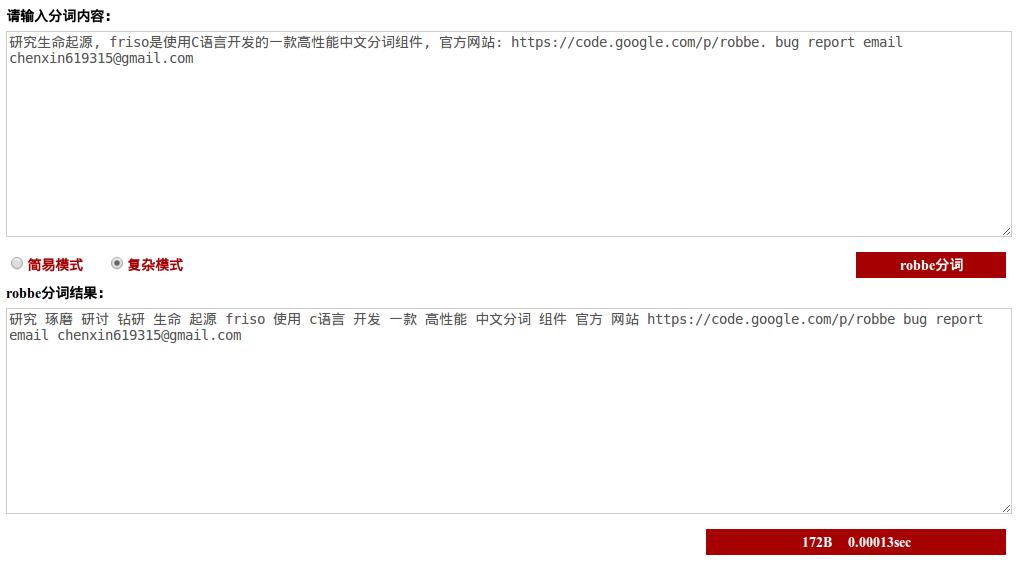 请输入分词内容:
研究生命起源, friso是使用C语言开发的一款高性能中文分词组件, 官方网站: https://code.google.com/p/robbe. bug report email
chenxin619315@gmail.com
简易模式 复杂模式 robbe分词
robbe分词结果:
研究 琢磨 研讨 钻研 生命 起源 friso 使用 c语言 开发 一款 高性能 中文分词 组件 官方 网站 https://code.google.com/p/robbe bug report
email chenxin619315@gmail.com
172B 0.00013sec